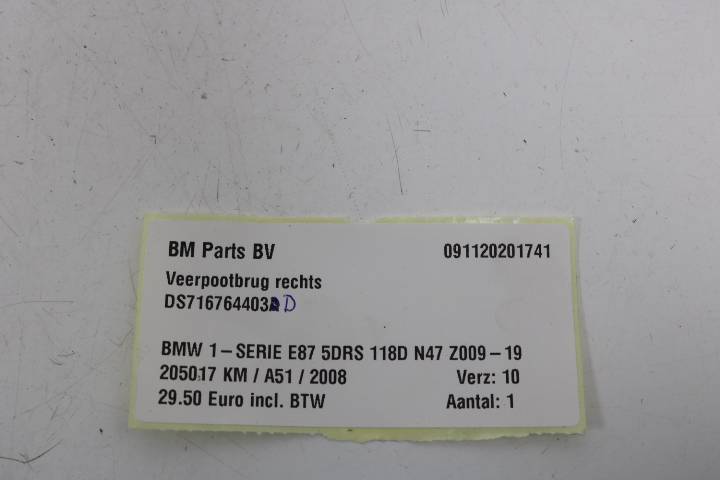 BM Parts BV 091120201741
Veerpootbrug rechts
DS716764403 D
BMW 1-SERIE E87 5DRS 118D N47 Z009-19
205017 KM / A51 / 2008 Verz: 10
29.50 Euro incl. BTW Aantal: 1